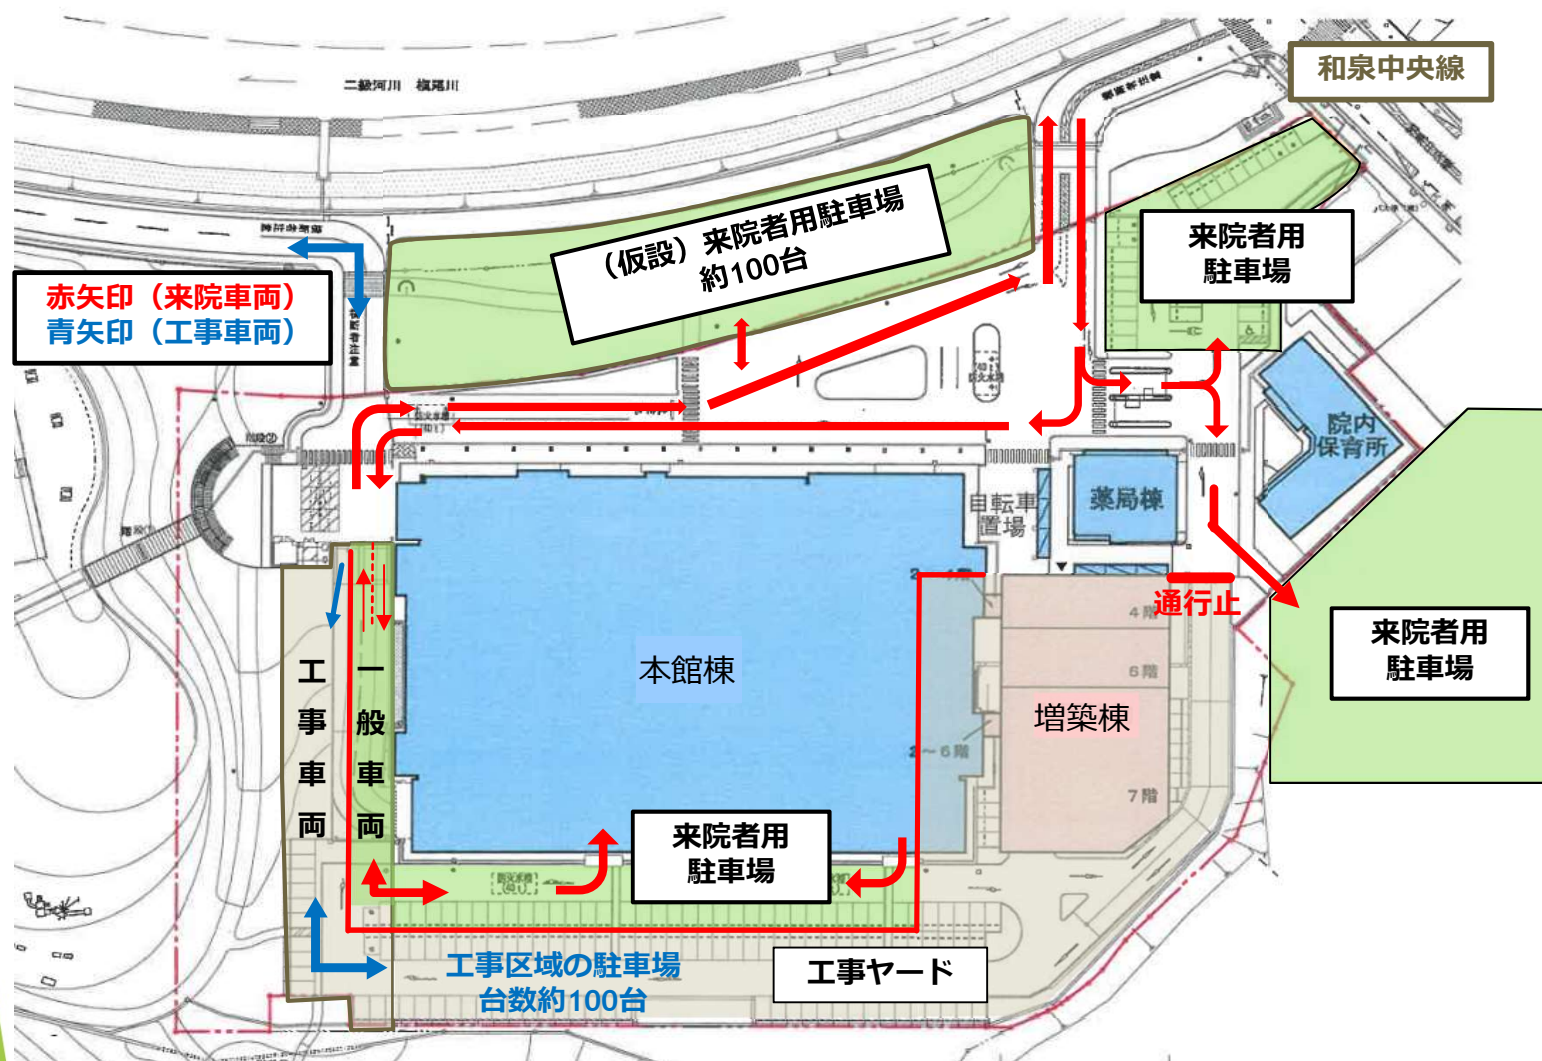 和泉中央線
二級河川 槇尾川
(仮設)来院者用駐車場
約100台
来院者用
駐車場
赤矢印(来院車両)
青矢印(工事車両)
院内
保育所
自転車
置場
薬局棟
通行止
4階
来院者用
駐車場
6階
本館棟
増築棟
2～6階
7階
工事車両
一般車両
来院者用
駐車場
工事区域の駐車場
台数約100台
工事ヤード